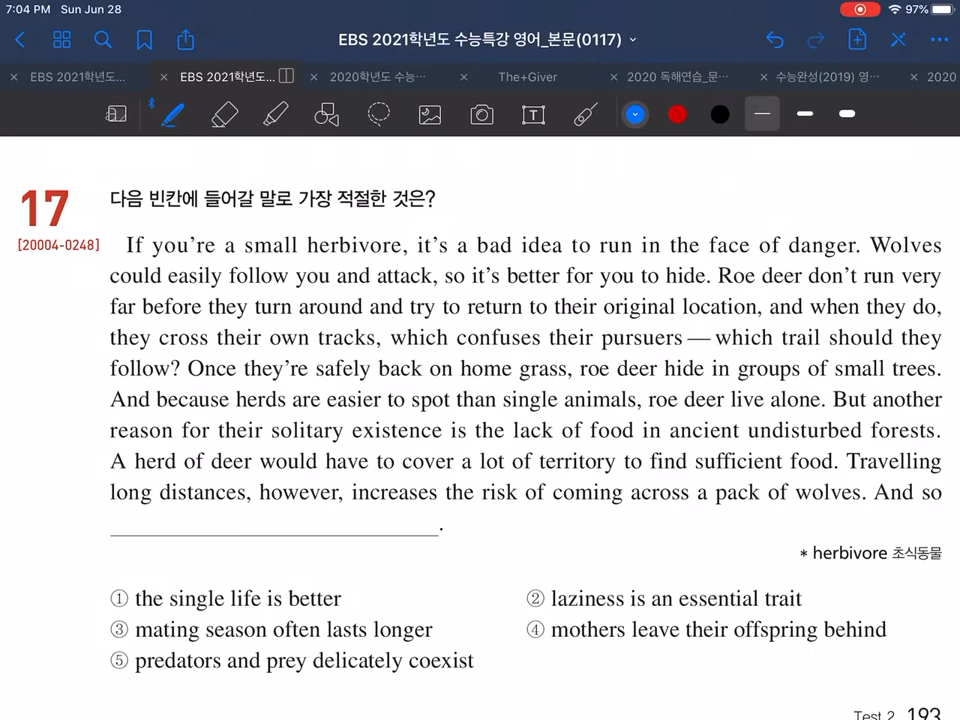 7:04 PM Sun Jun 28
97%
EBS 2021학년도 수능특강 영어_본문(0117)
EBS 2021학년도...
EBS 2021학년도...
2020학년도 수능...
The+Giver
2020 독해연습_문...
수능완성(2019) 영...
2020
17
[20004-0248]
다음 빈칸에 들어갈 말로 가장 적절한 것은?
If you're a small herbivore, it's a bad idea to run in the face of danger. Wolves
could easily follow you and attack, so it's better for you to hide. Roe deer don't run very
far before they turn around and try to return to their original location, and when they do,
they cross their own tracks, which confuses their pursuers — which trail should they
follow? Once they're safely back on home grass, roe deer hide in groups of small trees.
And because herds are easier to spot than single animals, roe deer live alone. But another
reason for their solitary existence is the lack of food in ancient undisturbed forests.
A herd of deer would have to cover a lot of territory to find sufficient food. Travelling
long distances, however, increases the risk of coming across a pack of wolves. And so
____________________.
* herbivore 초식동물
① the single life is better
② laziness is an essential trait
③ mating season often lasts longer
④ mothers leave their offspring behind
⑤ predators and prey delicately coexist
Test 2 193